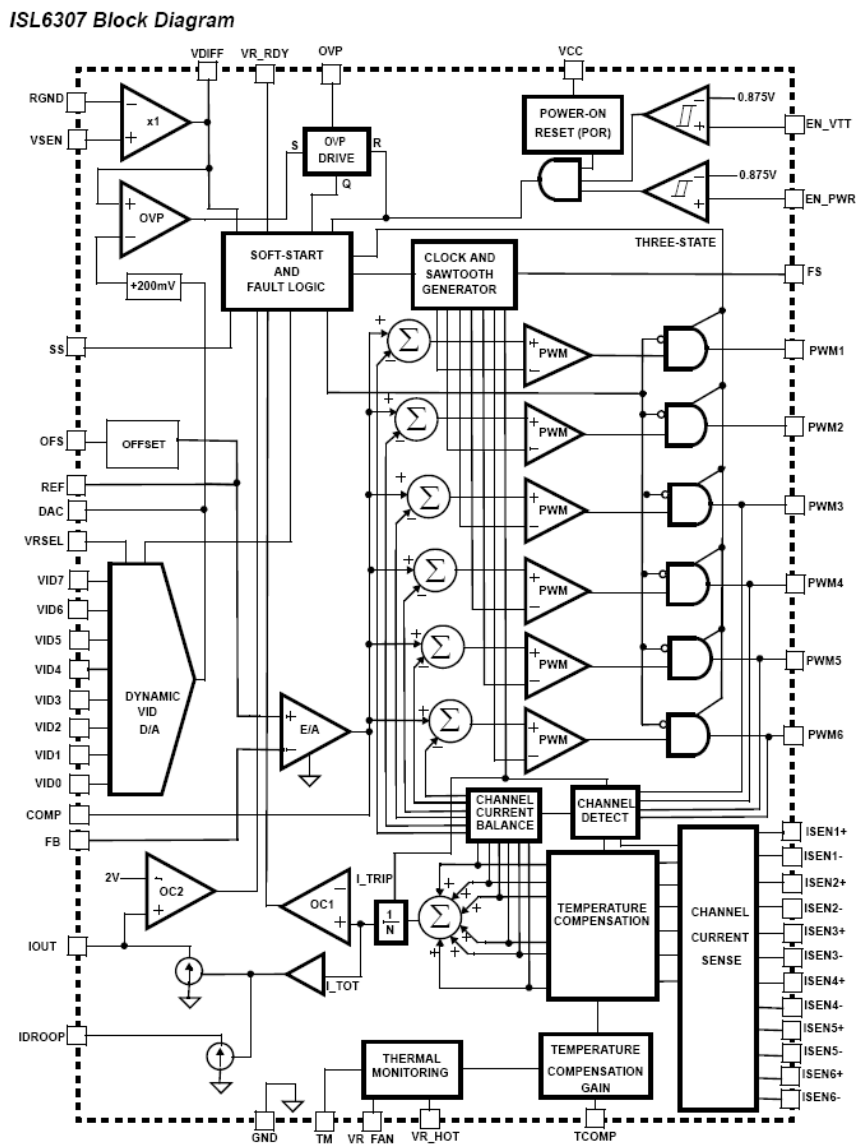 ISL6307 Block Diagram
VDIFF VR_RDY OVP VCC
RGND
VSEN
x1
OVP DRIVE
S
R
Q
POWER-ON RESET (POR)
0.875V
EN_VTT
0.875V
EN_PWR
+
-
OVP
+200mV
SOFT-START AND FAULT LOGIC
CLOCK AND SAWTOOTH GENERATOR
THREE-STATE
FS
SS
Σ PWM PWM1
Σ PWM PWM2
Σ PWM PWM3
Σ PWM PWM4
Σ PWM PWM5
Σ PWM PWM6
OFS
OFFSET
REF
DAC
VRSEL
VID7
VID6
VID5
VID4
VID3
VID2
VID1
VID0
DYNAMIC VID D/A
E/A
COMP
FB
CHANNEL CURRENT BALANCE
CHANNEL DETECT
2V
OC2
I_TRIP
OC1
1
N
Σ
I_TOT
TEMPERATURE COMPENSATION
CHANNEL CURRENT SENSE
ISEN1+
ISEN1-
ISEN2+
ISEN2-
ISEN3+
ISEN3-
ISEN4+
ISEN4-
ISEN5+
ISEN5-
ISEN6+
ISEN6-
IOUT
IDROOP
THERMAL MONITORING
TEMPERATURE COMPENSATION GAIN
GND TM VR_FAN VR_HOT TCOMP